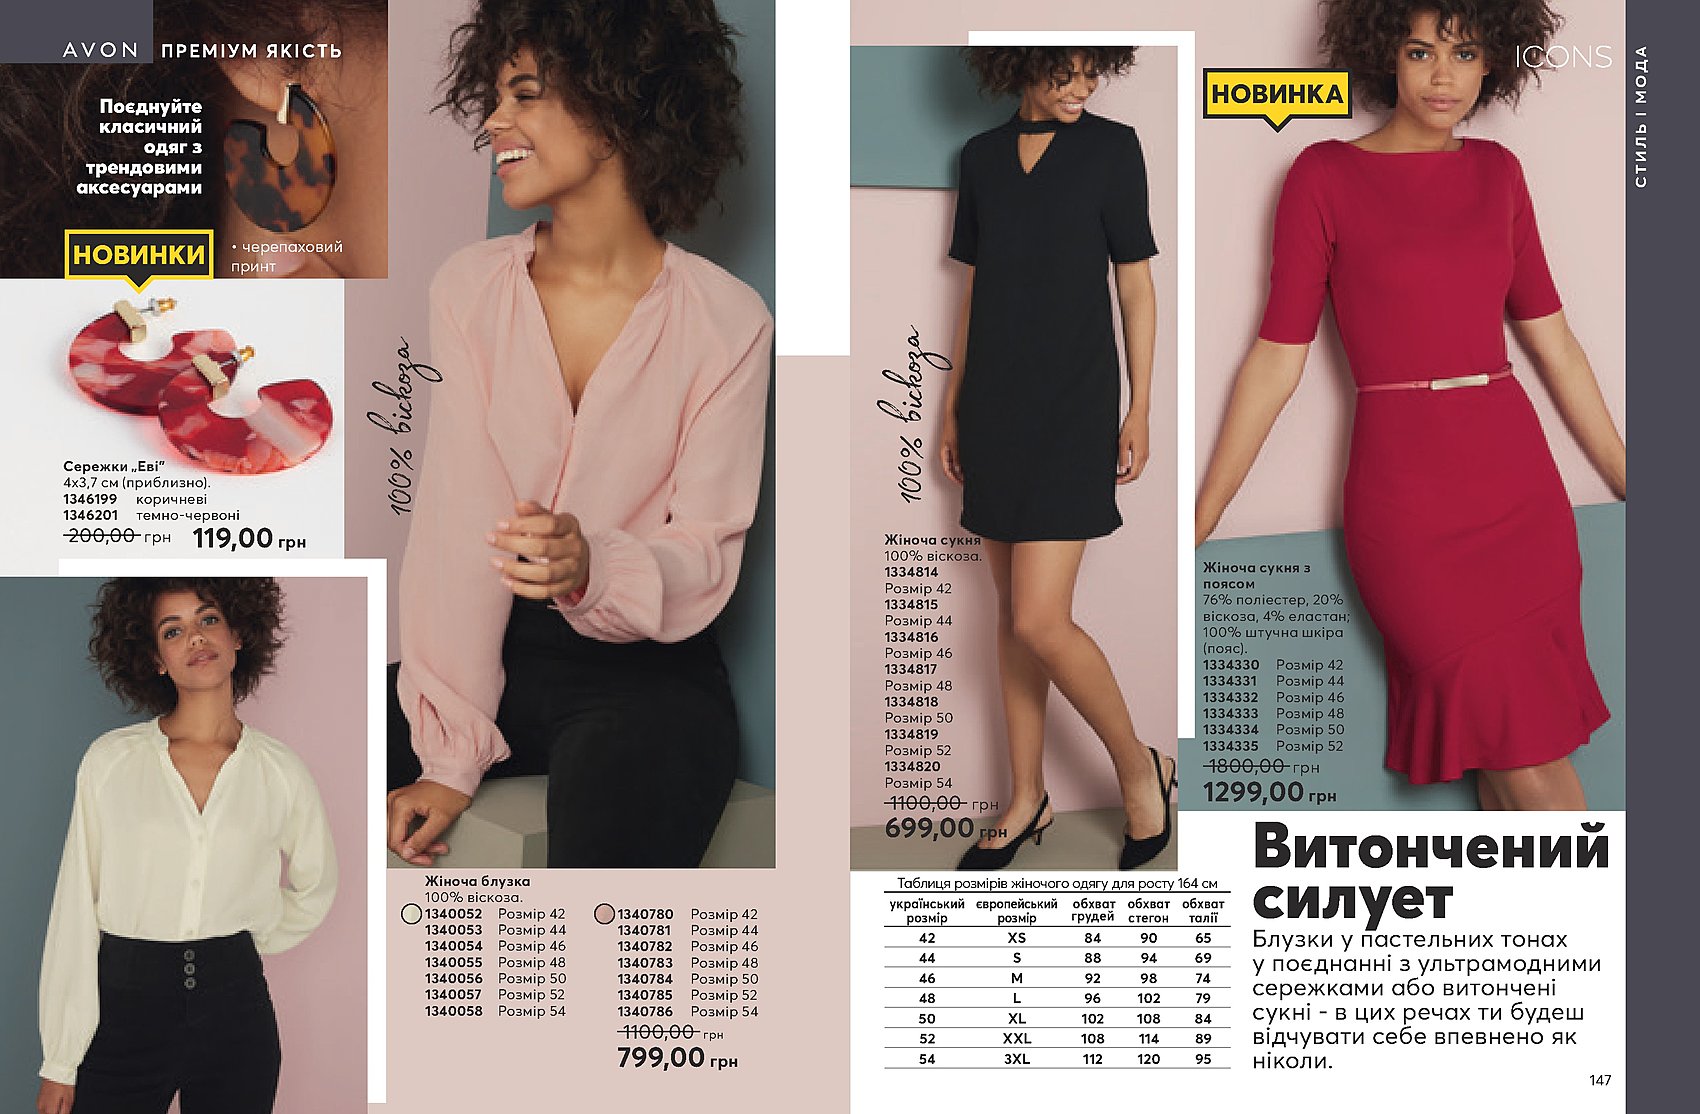 AVON ПРЕМІУМ ЯКІСТЬ
Поєднуйте
класичний
одяг з
трендовими
аксесуарами
НОВИНКИ
• черепаховий
принт
Сережки „Еві”
4х3,7 см (приблизно).
1346199 коричневі
1346201 темно-червоні
200,00 грн 119,00 грн
100% віскоза
Жіноча блузка
100% віскоза.
1340052 Розмір 42
1340053 Розмір 44
1340054 Розмір 46
1340055 Розмір 48
1340056 Розмір 50
1340057 Розмір 52
1340058 Розмір 54
1340780 Розмір 42
1340781 Розмір 44
1340782 Розмір 46
1340783 Розмір 48
1340784 Розмір 50
1340785 Розмір 52
1340786 Розмір 54
1100,00 грн
799,00 грн
100% віскоза
Жіноча сукня
100% віскоза.
1334814
Розмір 42
1334815
Розмір 44
1334816
Розмір 46
1334817
Розмір 48
1334818
Розмір 50
1334819
Розмір 52
1334820
Розмір 54
1100,00 грн
699,00 грн
НОВИНКА
ICONS
СТИЛЬ І МОДА
Жіноча сукня з
поясом
76% поліестер, 20%
віскоза, 4% еластан;
100% штучна шкіра
(пояс).
1334330 Розмір 42
1334331 Розмір 44
1334332 Розмір 46
1334333 Розмір 48
1334334 Розмір 50
1334335 Розмір 52
1800,00 грн
1299,00 грн
Таблиця розмірів жіночого одягу для росту 164 см
український європейський обхват обхват обхват
розмір розмір грудей стегон талії
42 XS 84 90 65
44 S 88 94 69
46 M 92 98 74
48 L 96 102 79
50 XL 102 108 84
52 XXL 108 114 89
54 3XL 112 120 95
Витончений
силует
Блузки у пастельних тонах
у поєднанні з ультрамодними
сережками або витончені
сукні - в цих речах ти будеш
відчувати себе впевнено як
ніколи.
147